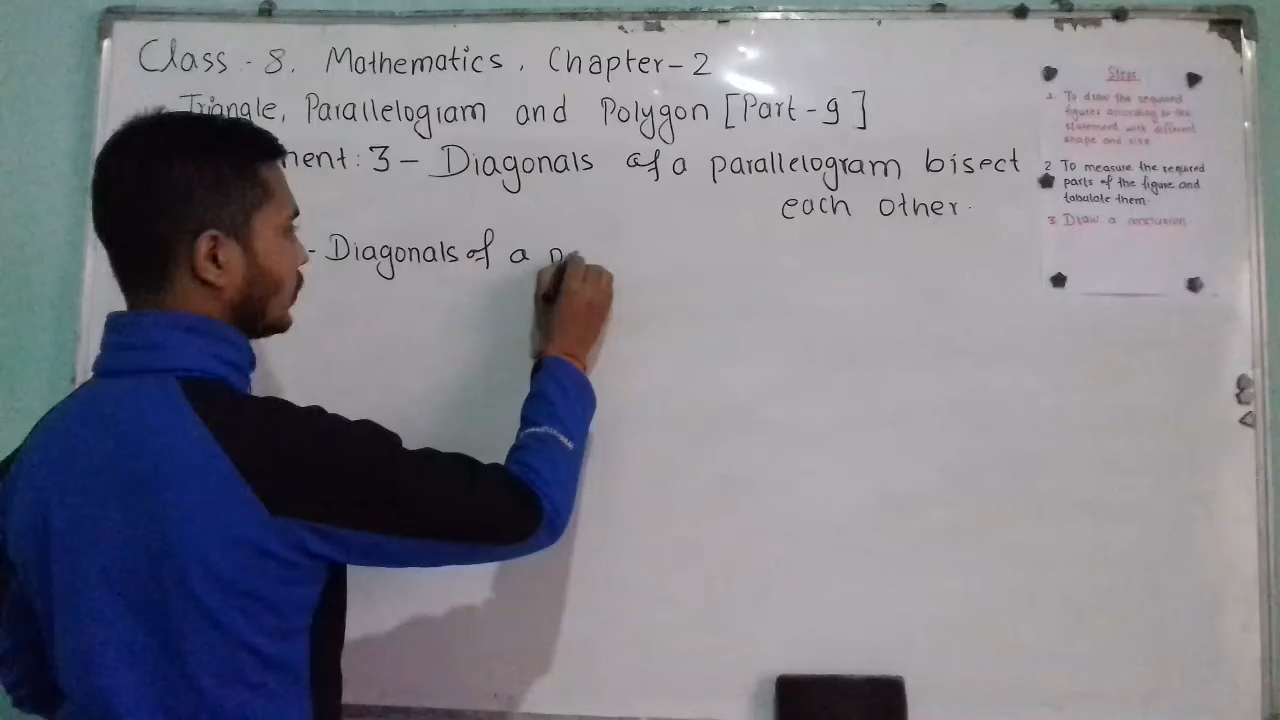 Class - 8. Mathematics, Chapter-2
Triangle, Parallelogram and Polygon [Part-9]
ment: 3 - Diagonals of a parallelogram bisect
each other.
- Diagonals of a p
Steps
1. To draw the required
figures according to the
statement with different
shape and size
2 To measure the required
parts of the figure and
tabulate them.
3. Draw a conclusion